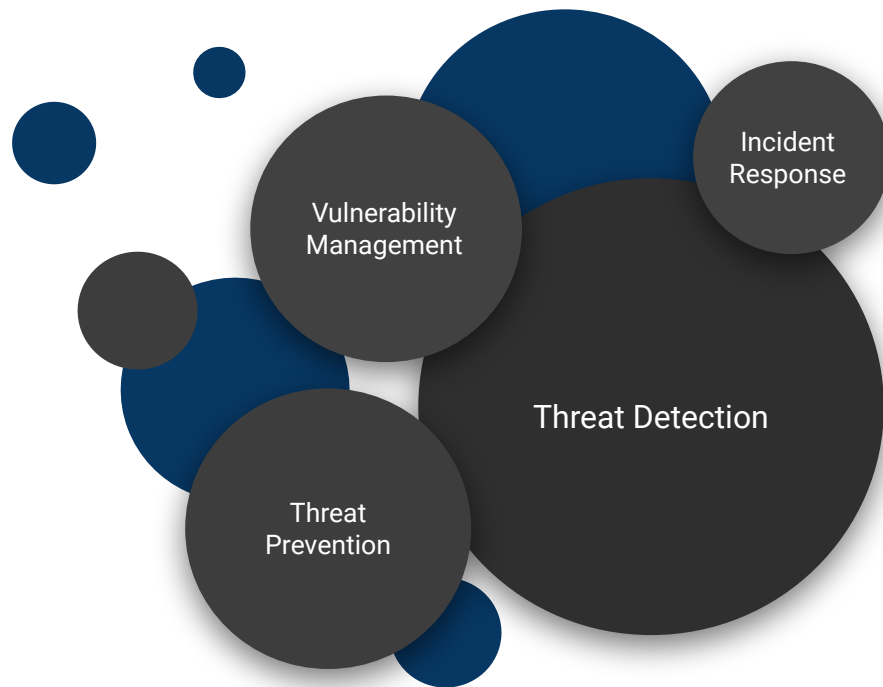 Incident
Response
Vulnerability
Management
Threat Detection
Threat
Prevention